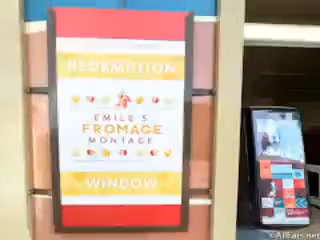 REDEMPTION
EMILE'S
FROMAGE
MONTAGE
WINDOW
©AllEars.net